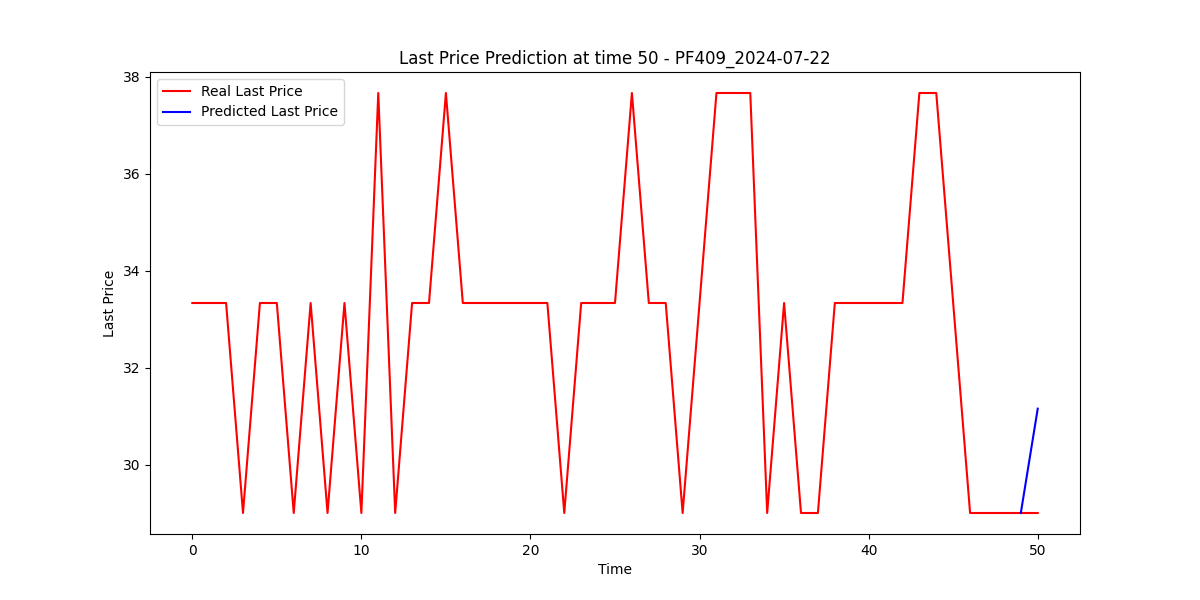 Last Price Prediction at time 50 - PF409_2024-07-22
Real Last Price
Predicted Last Price
38
36
34
32
30
Last Price
0 10 20 30 40 50
Time